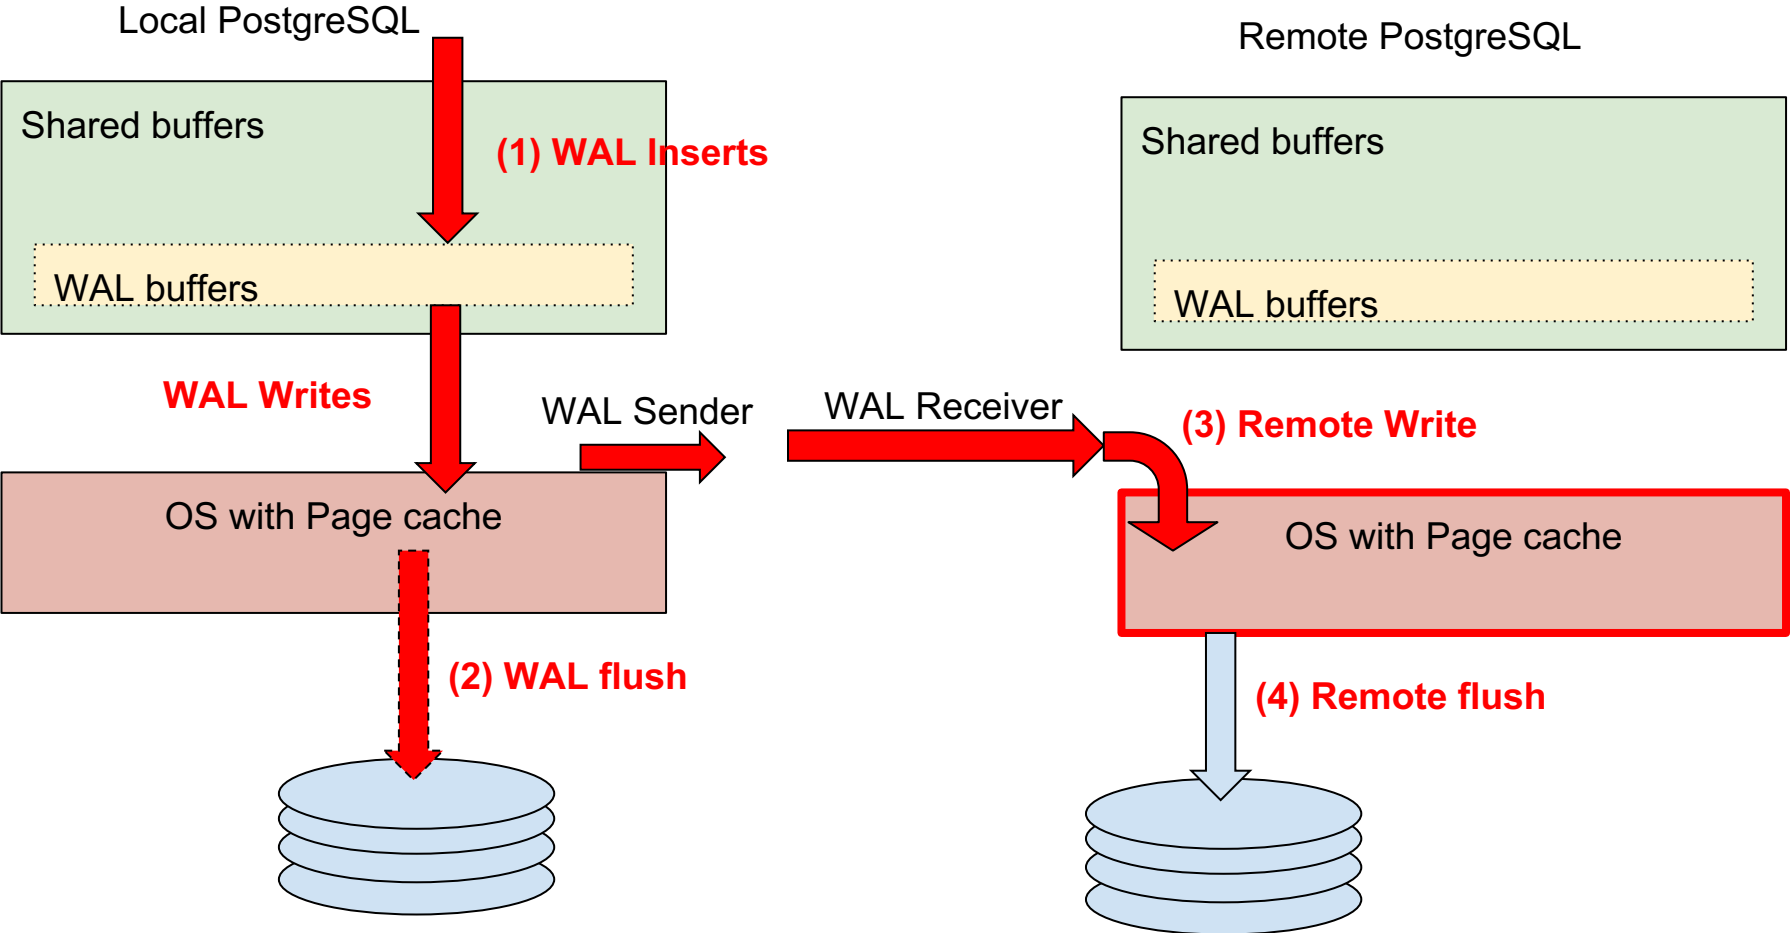 Local PostgreSQL
Remote PostgreSQL
Shared buffers
(1) WAL Inserts
Shared buffers
WAL buffers
WAL buffers
WAL Writes
WAL Sender
WAL Receiver
(3) Remote Write
OS with Page cache
OS with Page cache
(2) WAL flush
(4) Remote flush